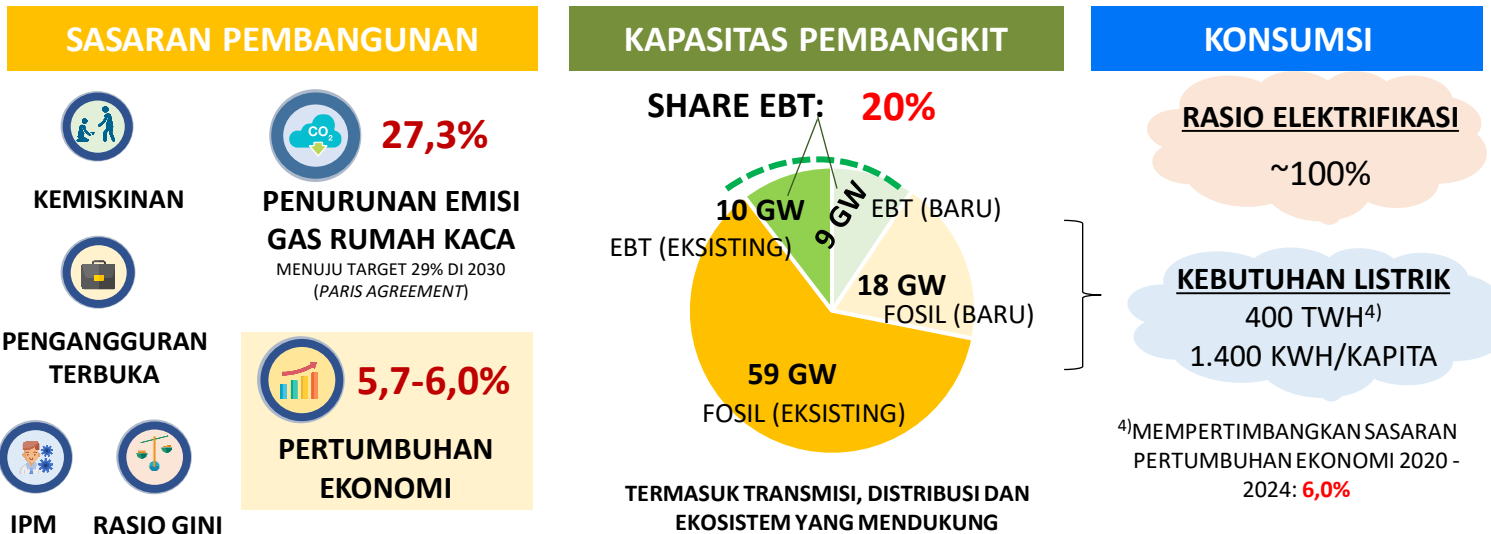 SASARAN PEMBANGUNAN
KEMISKINAN
PENGANGGURAN
TERBUKA
IPM
RASIO GINI
CO2
27,3%
PENURUNAN EMISI
GAS RUMAH KACA
MENUJU TARGET 29% DI 2030
(PARIS AGREEMENT)
5,7-6,0%
PERTUMBUHAN
EKONOMI
KAPASITAS PEMBANGKIT
SHARE EBT: 20%
10 GW
EBT (EKSISTING)
9 GW
EBT (BARU)
18 GW
FOSIL (BARU)
59 GW
FOSIL (EKSISTING)
TERMASUK TRANSMISI, DISTRIBUSI DAN
EKOSISTEM YANG MENDUKUNG
KONSUMSI
RASIO ELEKTRIFIKASI
~100%
KEBUTUHAN LISTRIK
400 TWH4)
1.400 KWH/KAPITA
4)MEMPERTIMBANGKAN SASARAN
PERTUMBUHAN EKONOMI 2020 -
2024: 6,0%